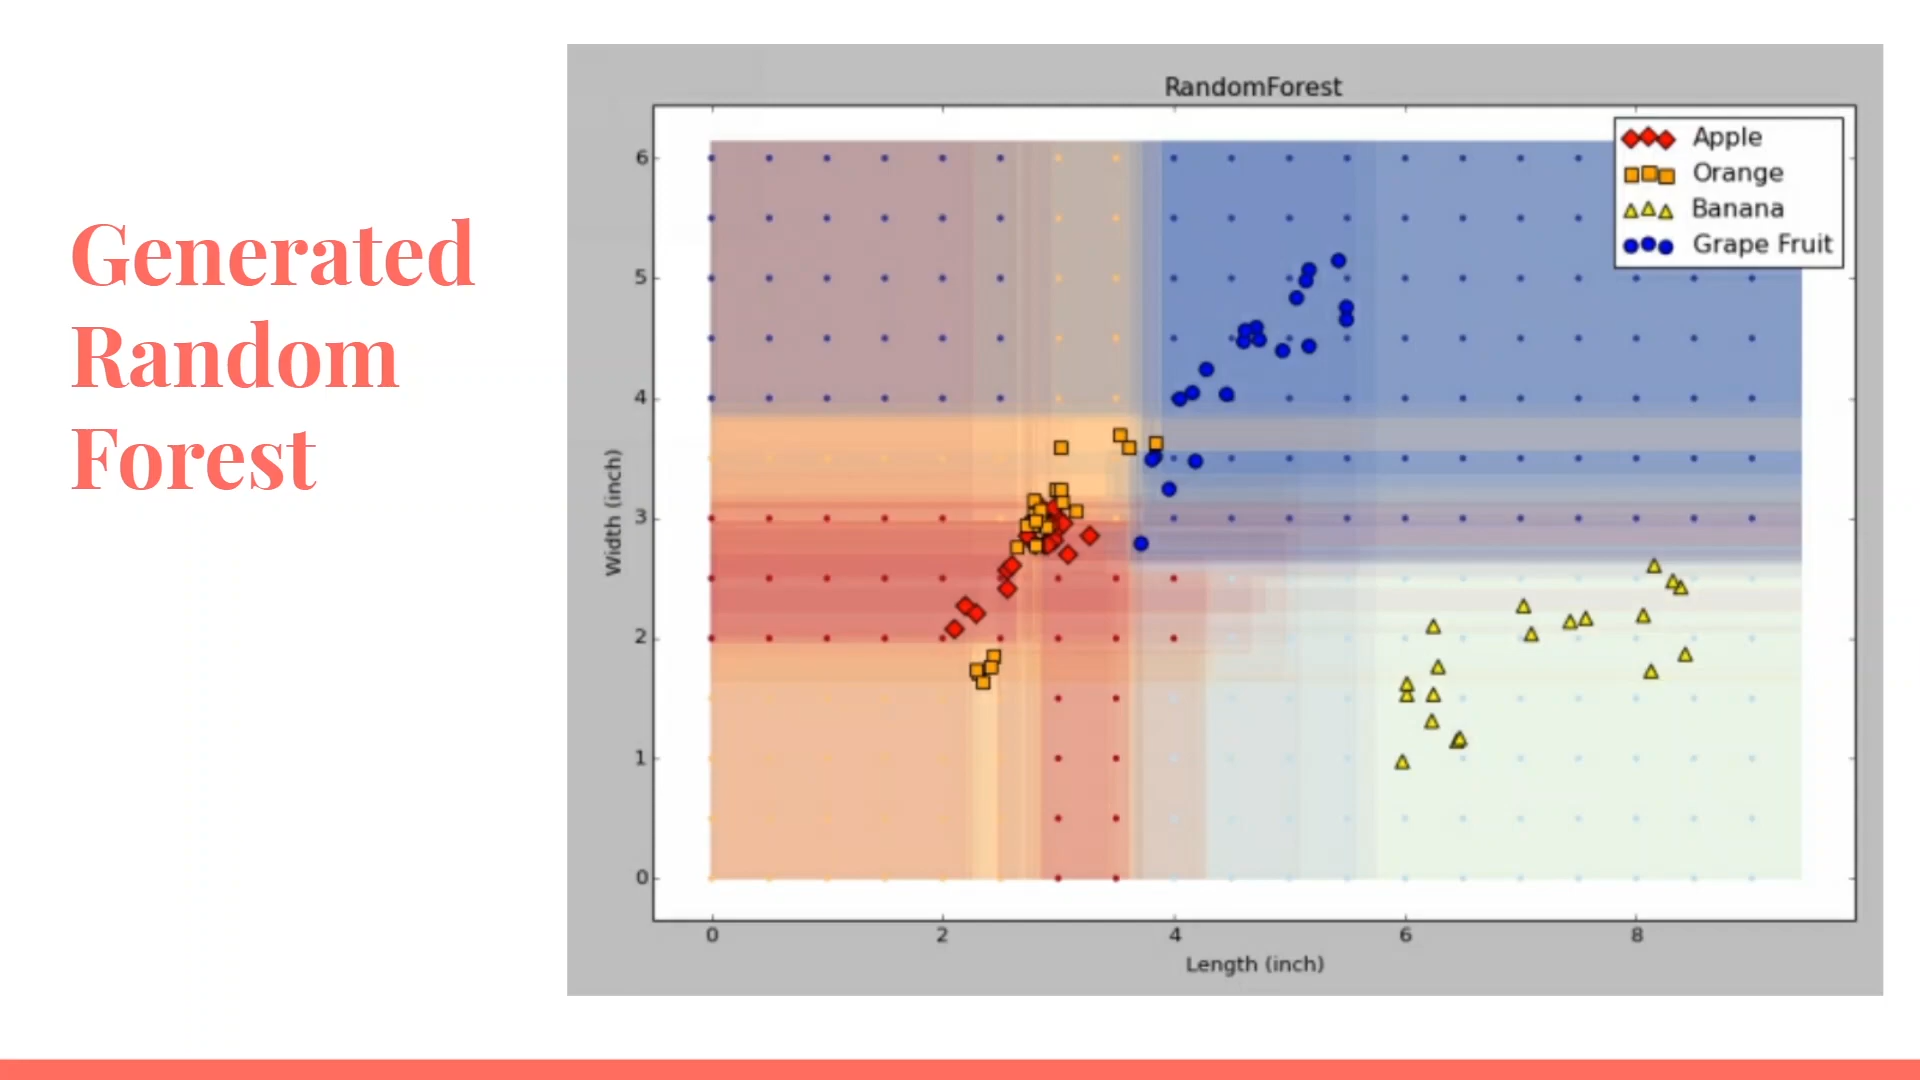 Generated
Random
Forest
RandomForest
Apple
Orange
Banana
Grape Fruit
6
5
4
3
2
1
0
Width (inch)
0 2 4 6 8
Length (inch)